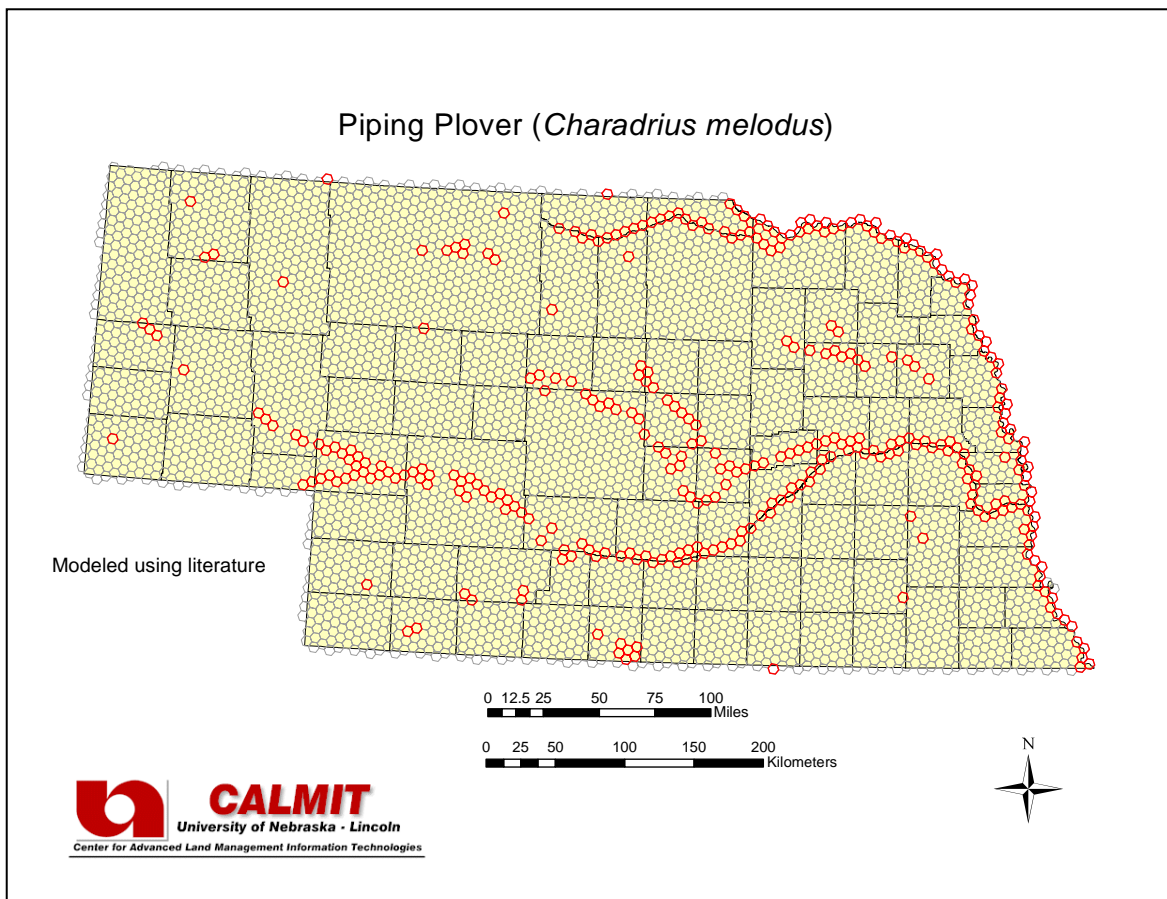 Piping Plover (Charadrius melodus)
Modeled using literature
0 12.5 25 50 75 100
Miles
0 25 50 100 150 200
Kilometers
N
CALMIT
University of Nebraska - Lincoln
Center for Advanced Land Management Information Technologies